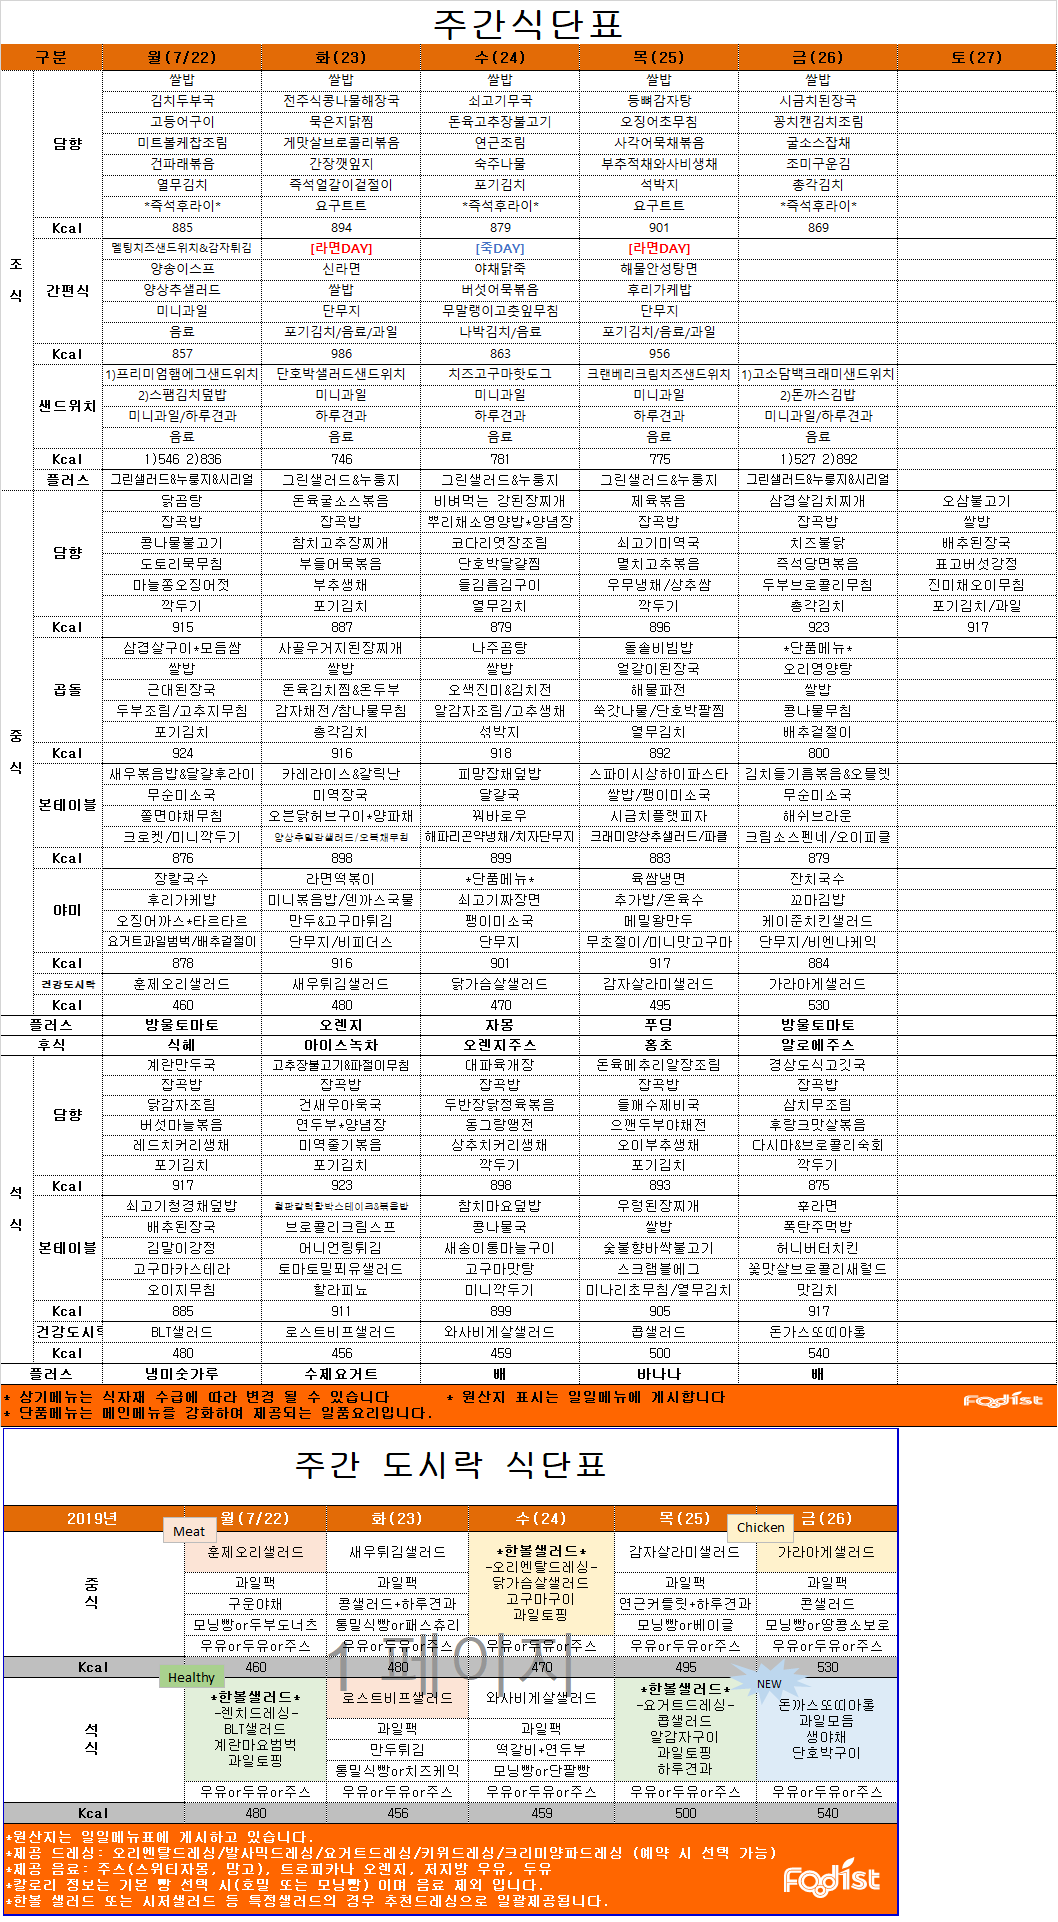 주간식단표
구분 월(7/22) 화(23) 수(24) 목(25) 금(26) 토(27)
쌀밥 쌀밥 쌀밥 쌀밥 쌀밥
김치두부국 전주식콩나물해장국 쇠고기무국 등뼈감자탕 시금치된장국
고등어구이 묵은지닭찜 돈육고추장불고기 오징어초무침 꽁치캔김치조림
담향 미트볼케찹조림 게맛살브로콜리볶음 연근조림 사각어묵채볶음 굴소스잡채
건파래볶음 간장깻잎지 숙주나물 부추적채와사비생채 조미구운김
열무김치 즉석얼갈이겉절이 포기김치 석박지 총각김치
*즉석후라이* 요구트트 *즉석후라이* 요구트트 *즉석후라이*
Kcal 885 894 879 901 869
조식
멜팅치즈샌드위치&감자튀김 [라면DAY] [죽DAY] [라면DAY]
양송이스프 신라면 야채닭죽 해물안성탕면
간편식 양상추샐러드 쌀밥 버섯어묵볶음 후리가케밥
미니과일 단무지 무말랭이고춧잎무침 단무지
음료 포기김치/음료/과일 나박김치/음료 포기김치/음료/과일
Kcal 857 986 863 956
1)프리미엄햄에그샌드위치 단호박샐러드샌드위치 치즈고구마핫도그 크랜베리크림치즈샌드위치 1)고소담백크래미샌드위치
샌드위치 2)스팸김치덮밥 미니과일 미니과일 미니과일 2)돈까스김밥
미니과일/하루견과 하루견과 하루견과 하루견과 미니과일/하루견과
음료 음료 음료 음료 음료
Kcal 1)546 2)836 746 781 775 1)527 2)892
플러스 그린샐러드&누룽지&시리얼 그린샐러드&누룽지 그린샐러드&누룽지 그린샐러드&누룽지 그린샐러드&누룽지&시리얼
닭곰탕 돈육굴소스볶음 비벼먹는 강된장찌개 제육볶음 삼겹살김치찌개 오삼불고기
잡곡밥 잡곡밥 뿌리채소영양밥*양념장 잡곡밥 잡곡밥 쌀밥
담향 콩나물불고기 참치고추장찌개 코다리엿장조림 쇠고기미역국 치즈불닭 배추된장국
도토리묵무침 부들어묵볶음 단호박달걀찜 멸치고추볶음 즉석당면볶음 표고버섯강정
마늘쫑오징어젓 부추생채 들김름김구이 우무냉채/상추쌈 두부브로콜리무침 진미채오이무침
깍두기 포기김치 열무김치 깍두기 총각김치 포기김치/과일
Kcal 915 887 879 896 923 917
삼겹살구이*모듬쌈 사골우거지된장찌개 나주곰탕 돌솥비빔밥 *단품메뉴*
쌀밥 쌀밥 쌀밥 얼갈이된장국 오리영양탕
곱돌 근대된장국 돈육김치찜&온두부 오색진미&김치전 해물파전 쌀밥
두부조림/고추지무침 감자채전/참나물무침 알감자조림/고추생채 쑥갓나물/단호박팥찜 콩나물무침
포기김치 총각김치 섞박지 열무김치 배추겉절이
중식
Kcal 924 916 918 892 800
새우볶음밥&달걀후라이 카레라이스&갈릭난 피망잡채덮밥 스파이시상하이파스타 김치들기름볶음&오믈렛
본테이블 무순미소국 미역장국 달걀국 쌀밥/팽이미소국 무순미소국
쫄면야채무침 오븐닭허브구이*양파채 꿔바로우 시금치플랫피자 해쉬브라운
크로켓/미니깍두기 해파리곤약냉채/치자단무지 크래미양상추샐러드/파클 크림소스펜네/오이피클
Kcal 876 898 899 883 879
장칼국수 라면떡볶이 *단품메뉴* 육쌈냉면 잔치국수
야미 후리가케밥 미니볶음밥/덴까스국물 쇠고기짜장면 추가밥/온육수 꼬마김밥
오징어까스*타르타르 만두&고구마튀김 팽이미소국 메밀왕만두 케이준치킨샐러드
요거트과일범벅/배추겉절이 단무지/비피더스 단무지 무초절이/미니맛고구마 단무지/비엔나케익
Kcal 878 916 901 917 884
건강도시락 훈제오리샐러드 새우튀김샐러드 닭가슴살샐러드 감자살라미샐러드 가라아게샐러드
Kcal 460 480 470 495 530
플러스 방울토마토 오렌지 자몽 푸딩 방울토마토
후식 식혜 아이스녹차 오렌지주스 홍초 알로에주스
계란만두국 고추장불고기&파절이무침 대파육개장 돈육메추리알장조림 경상도식고깃국
잡곡밥 잡곡밥 잡곡밥 잡곡밥 잡곡밥
담향 닭감자조림 건새우아욱국 두반장닭정육볶음 들깨수제비국 삼치무조림
버섯마늘볶음 연두부*양념장 동그랑땡전 으깬두부야채전 후랑크맛살볶음
레드치커리생채 미역줄기볶음 상추치커리생채 오이부추생채 다시마&브로콜리숙회
포기김치 포기김치 깍두기 포기김치 깍두기
Kcal 917 923 898 893 875
석식
쇠고기청경채덮밥 철판갈릭함박스테이크&볶음밥 참치마요덮밥 우렁된장찌개 辛라면
배추된장국 브로콜리크림스프 콩나물국 쌀밥 폭탄주먹밥
본테이블 김말이강정 어니언링튀김 새송이통마늘구이 숯불향바싹불고기 허니버터치킨
고구마카스테라 토마토밀푀유샐러드 고구마맛탕 스크램블에그 꽃맛살브로콜리새럴드
오이지무침 할라피뇨 미니깍두기 미나리초무침/열무김치 맛김치
Kcal 885 911 899 905 917
건강도시락 BLT샐러드 로스트비프샐러드 와사비게살샐러드 콥샐러드 돈가스또띠아롤
Kcal 480 456 459 500 540
플러스 냉미숫가루 수제요거트 배 바나나 배
* 상기메뉴는 식자재 수급에 따라 변경 될 수 있습니다 * 원산지 표시는 일일메뉴에 게시합니다
* 단품메뉴는 메인메뉴를 강화하여 제공되는 일품요리입니다.
Fodist
주간 도시락 식단표
2019년 월(7/22) 화(23) 수(24) 목(25) 금(26)
Meat Chicken
훈제오리샐러드 새우튀김샐러드 *한볼샐러드* 감자살라미샐러드 가라아게샐러드
-오리엔탈드레싱-
중식 과일팩 과일팩 닭가슴살샐러드 과일팩 과일팩
구운야채 콩샐러드+하루견과 고구마구이 연근커틀릿+하루견과 콘샐러드
모닝빵or두부도너츠 통밀식빵or패스츄리 과일토핑 모닝빵or베이글 모닝빵or땅콩소보로
우유or두유or주스 우유or두유or주스 우유or두유or주스 우유or두유or주스 우유or두유or주스
1 페이지
Kcal 460 480 470 495 530
Healthy NEW
*한볼샐러드* 로스트비프샐러드 와사비게살샐러드 *한볼샐러드* 돈까스또띠아롤
-렌치드레싱- -요거트드레싱- 과일모듬
석식 BLT샐러드 과일팩 과일팩 콥샐러드 생야채
계란마요범벅 만두튀김 떡갈비+연두부 알감자구이 단호박구이
과일토핑 통밀식빵or치즈케익 모닝빵or단팥빵 과일토핑
하루견과
우유or두유or주스 우유or두유or주스 우유or두유or주스 우유or두유or주스 우유or두유or주스
Kcal 480 456 459 500 540
*원산지는 일일메뉴표에 게시하고 있습니다.
*제공 드레싱: 오리엔탈드레싱/발사믹드레싱/요거트드레싱/키위드레싱/크리미양파드레싱 (예약 시 선택 가능)
*제공 음료: 주스(스위티자몽, 망고), 트로피카나 오렌지, 저지방 우유, 두유
*칼로리 정보는 기본 빵 선택 시(호밀 또는 모닝빵) 이며 음료 제외 입니다.
*한볼 샐러드 또는 시저샐러드 등 특정샐러드의 경우 추천드레싱으로 일괄제공됩니다.
Fodist